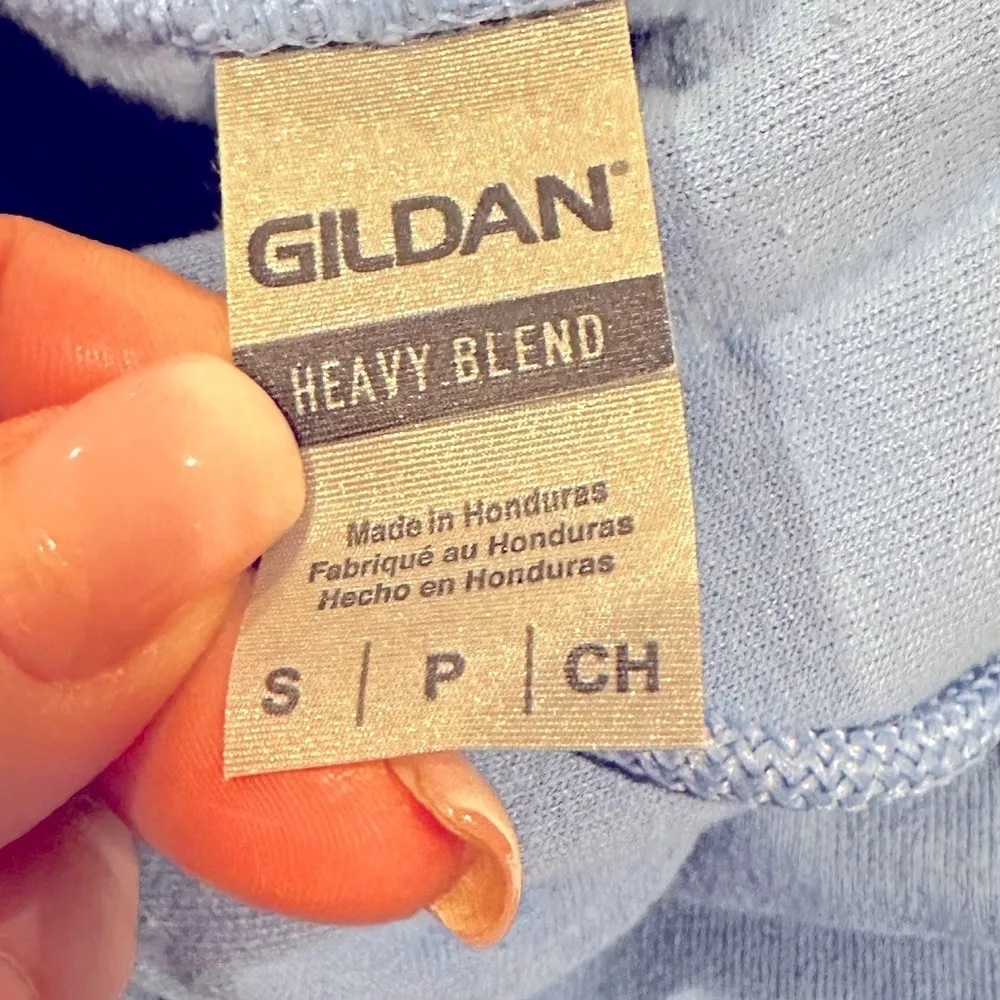 GILDAN®
HEAVY BLEND
Made in Honduras
Fabriqué au Honduras
Hecho en Honduras
S | P | CH